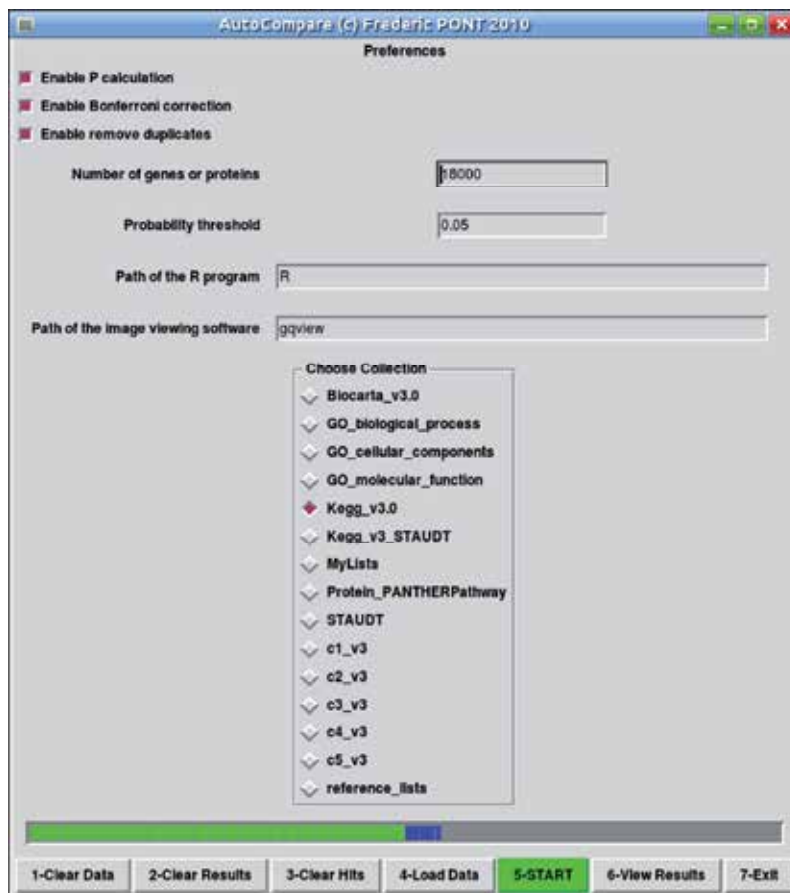 AutoCompare (c) Frederic PONT 2010
Preferences
Enable P calculation
Enable Bonferroni correction
Enable remove duplicates
Number of genes or proteins 18000
Probability threshold 0.05
Path of the R program R
Path of the image viewing software gqview
Choose Collection
Biocarta_v3.0
GO_biological_process
GO_cellular_components
GO_molecular_function
Kegg_v3.0
Kegg_v3_STAUDT
MyLists
Protein_PANTHERPathway
STAUDT
c1_v3
c2_v3
c3_v3
c4_v3
c5_v3
reference_lists
1-Clear Data 2-Clear Results 3-Clear Hits 4-Load Data 5-START 6-View Results 7-Exit